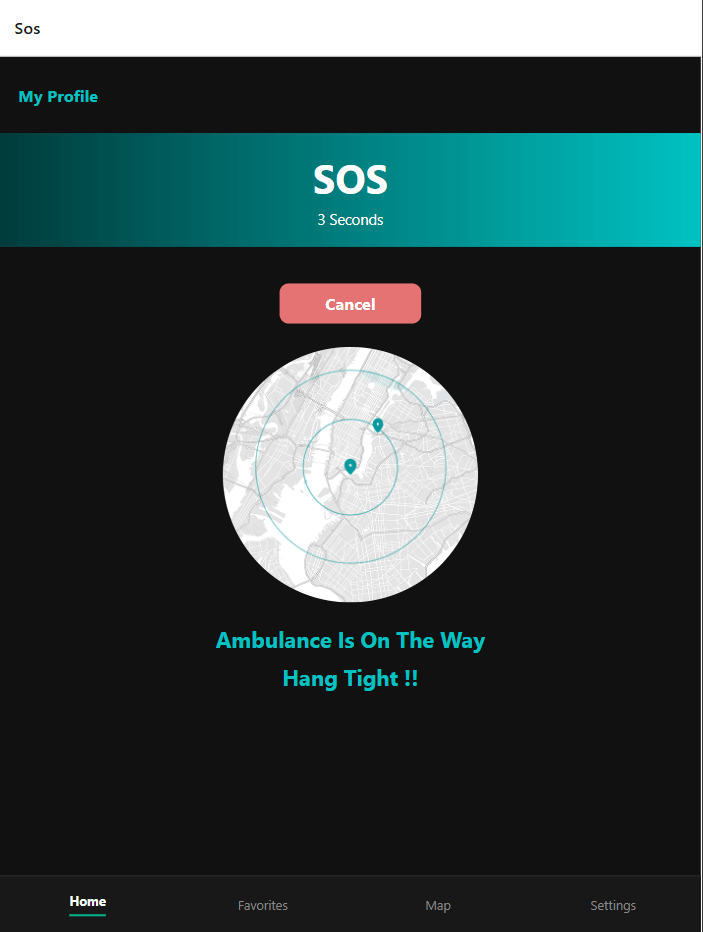 Sos
My Profile
SOS
3 Seconds
Cancel
Ambulance Is On The Way
Hang Tight !!
Home
Favorites
Map
Settings